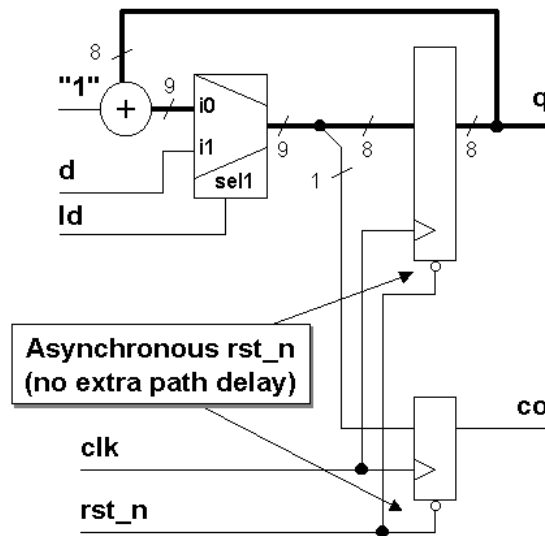 8
"1"
9
+
i0
q
i1
9
8
8
d
sel1
1
ld
Asynchronous rst_n
(no extra path delay)
co
clk
rst_n